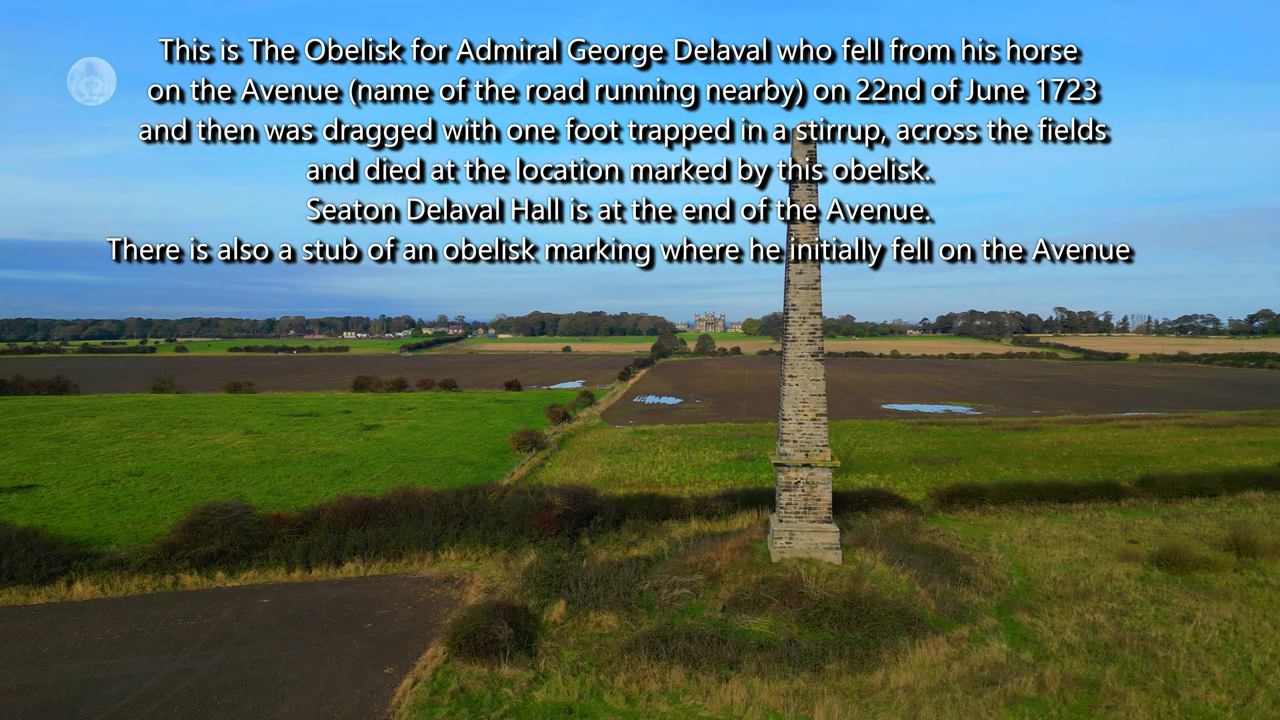 This is The Obelisk for Admiral George Delaval who fell from his horse
on the Avenue (name of the road running nearby) on 22nd of June 1723
and then was dragged with one foot trapped in a stirrup, across the fields
and died at the location marked by this obelisk.
Seaton Delaval Hall is at the end of the Avenue.
There is also a stub of an obelisk marking where he initially fell on the Avenue